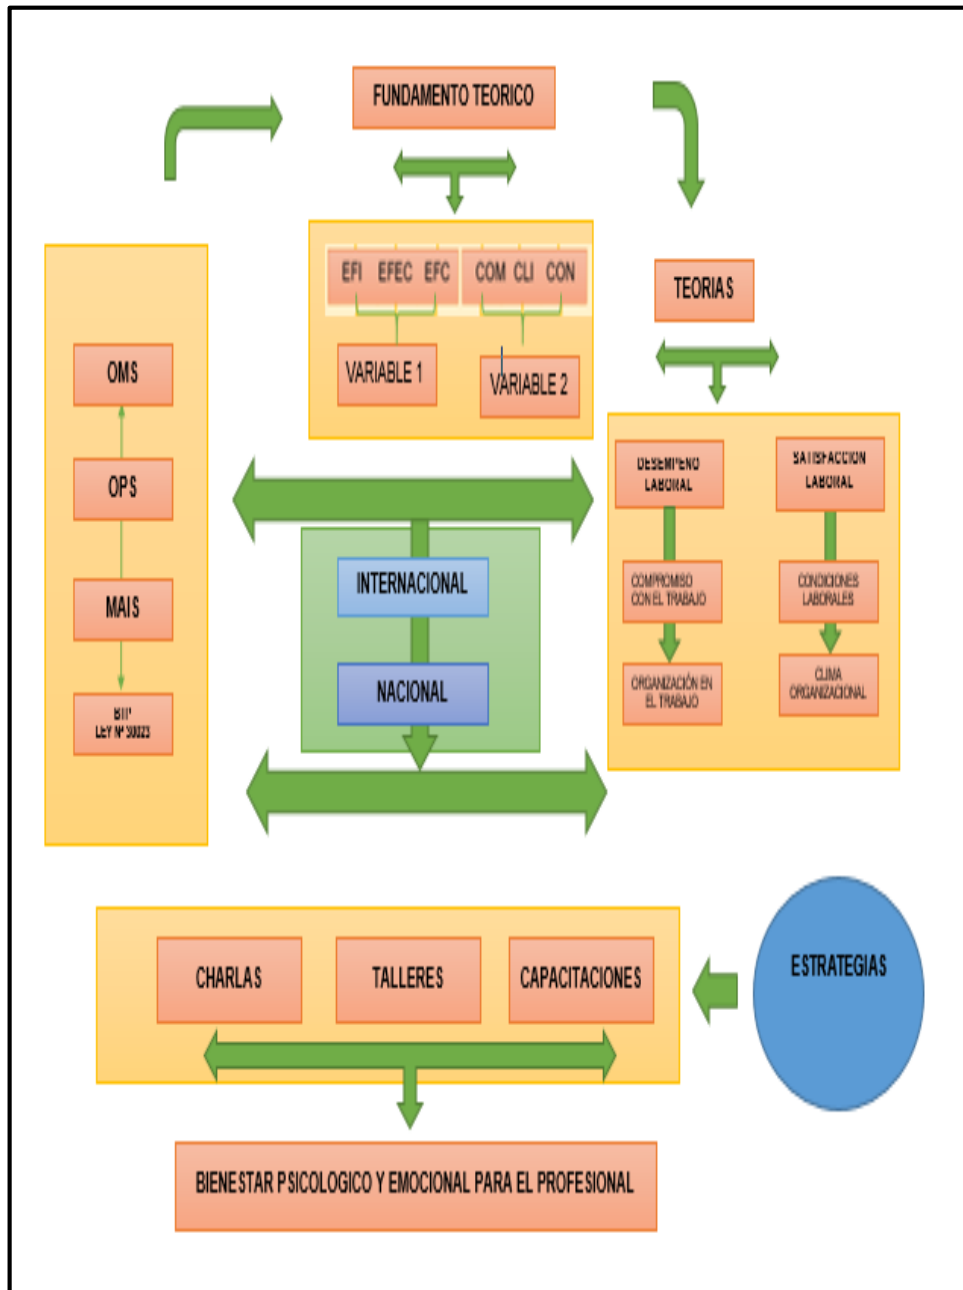 FUNDAMENTO TEORICO
EFI EFEC EFC COM CLI CON
VARIABLE 1
VARIABLE 2
TEORIAS
OMS
OPS
MAIS
LEY Nº 30023
INTERNACIONAL
NACIONAL
DESEMPENO
LABORAL
COMPROMISO
CON EL TRABAJO
ORGANIZACIÓN EN
EL TRABAJO
SATISFACCION
LABORAL
CONDICIONES
LABORALES
CLIMA
ORGANIZACIONAL
CHARLAS
TALLERES
CAPACITACIONES
ESTRATEGIAS
BIENESTAR PSICOLOGICO Y EMOCIONAL PARA EL PROFESIONAL